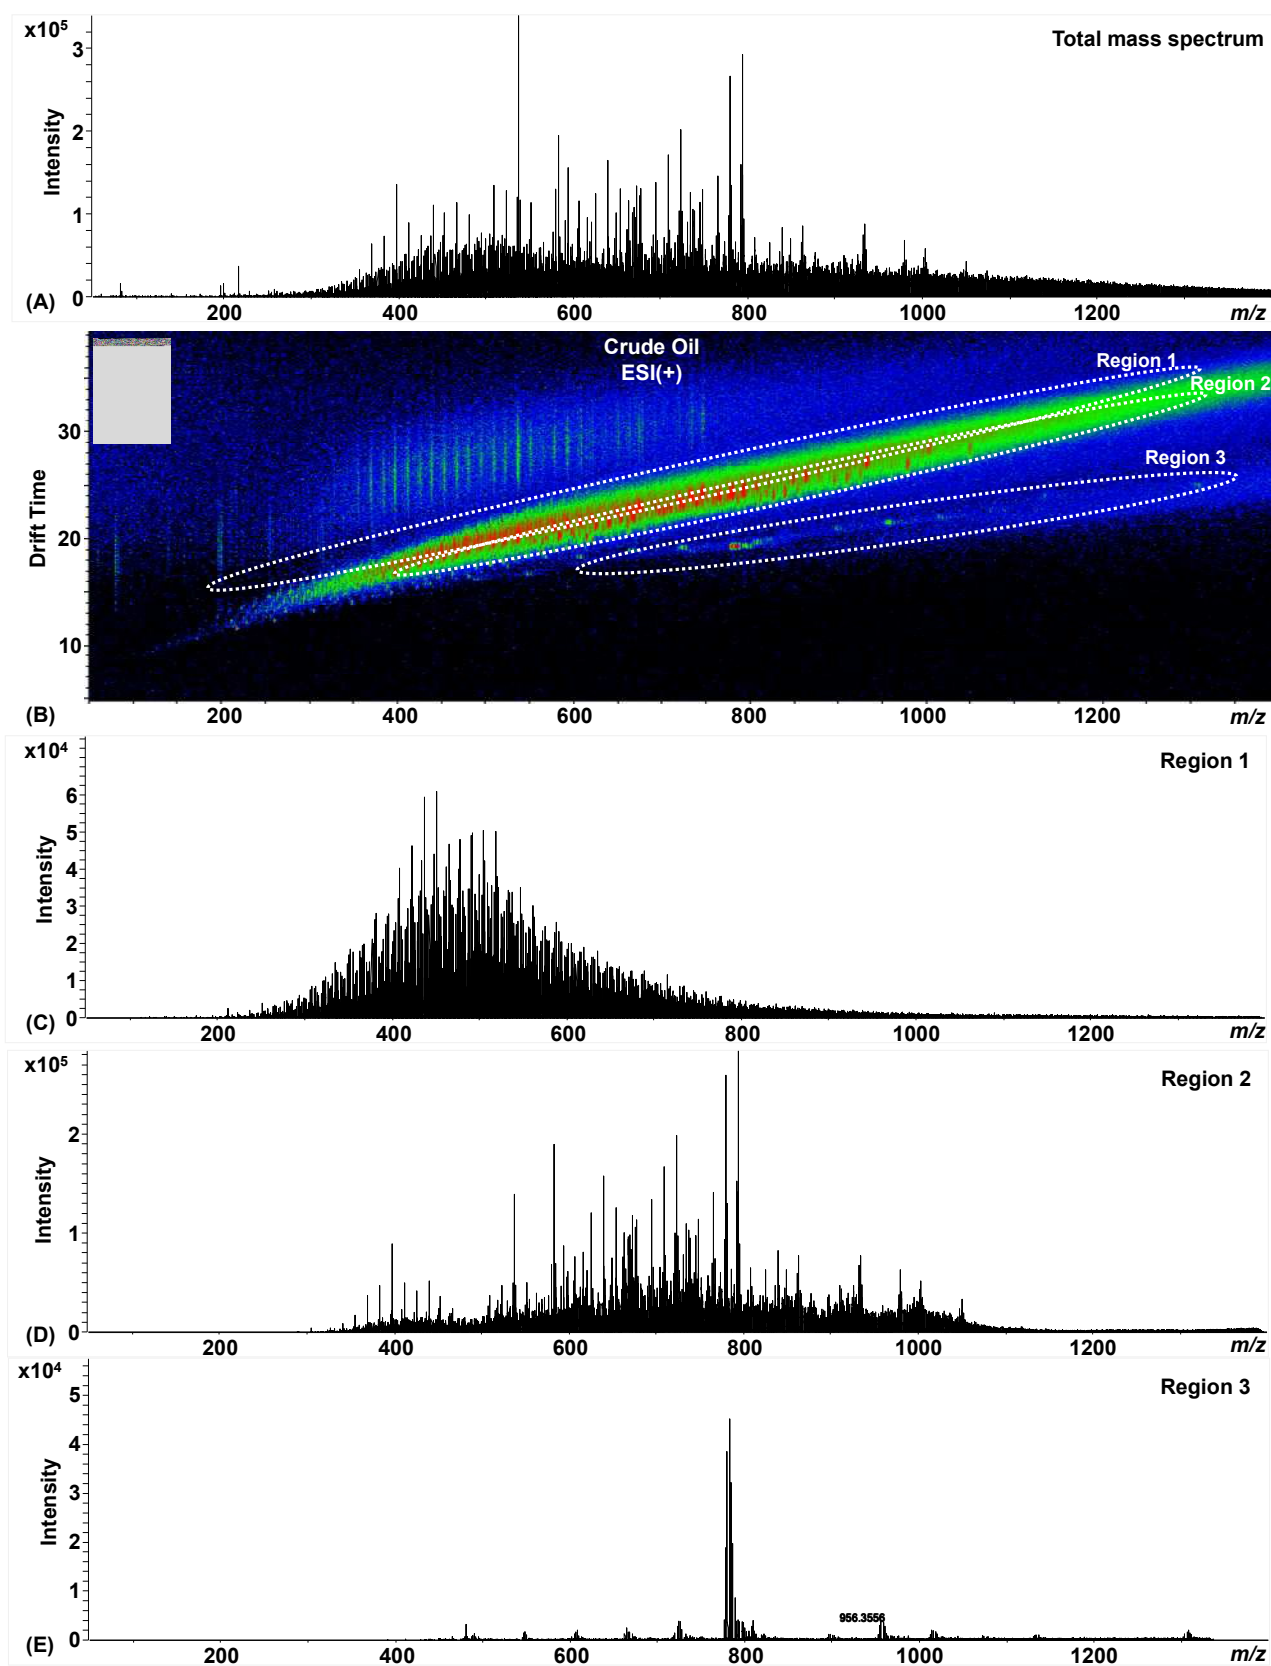 x10⁵
Total mass spectrum
3
2
1
0
Intensity
(A)
200 400 600 800 1000 1200 m/z
Crude Oil
ESI(+)
Region 1
Region 2
Region 3
30
20
10
Drift Time
(B)
200 400 600 800 1000 1200 m/z
x10⁴
Region 1
6
5
4
3
2
1
0
Intensity
(C)
200 400 600 800 1000 1200 m/z
x10⁵
Region 2
2
1
0
Intensity
(D)
200 400 600 800 1000 1200 m/z
x10⁴
Region 3
5
4
3
2
1
0
Intensity
956.3556
(E)
200 400 600 800 1000 1200 m/z